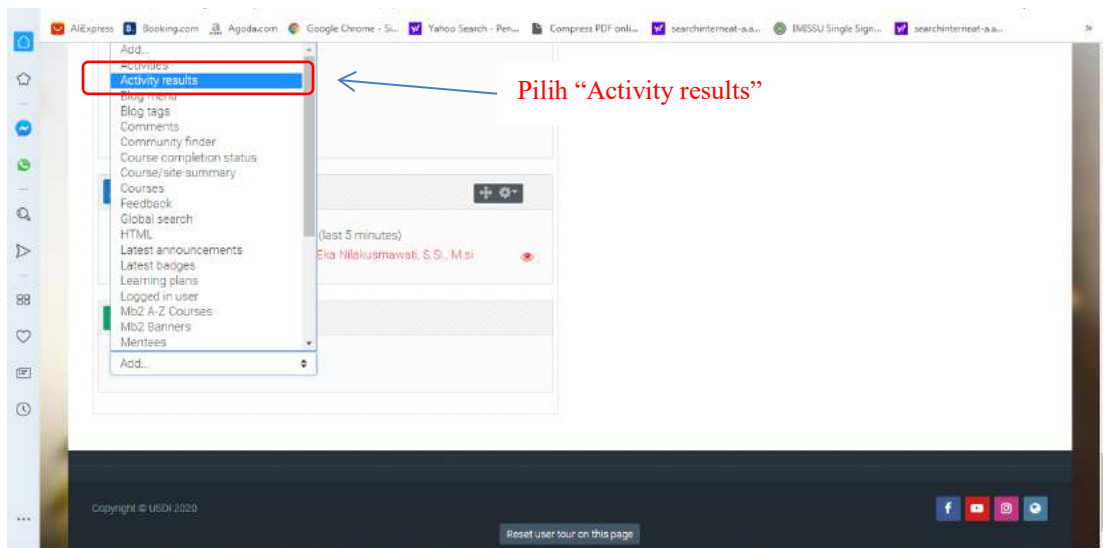 AliExpress Booking.com Agoda.com Google Chrome - Si... Yahoo Search - Pen... Compress PDF onli... searchinterneat-a.a... IMISSU Single Sign... searchinterneat-a.a... »
Add...
Activities
Activity results
Pilih “Activity results”
Blog menu
Blog tags
Comments
Community finder
Course completion status
Course/site summary
Courses
Feedback
Global search
HTML
(last 5 minutes)
Latest announcements
Eka Nilakusmawati, S.Si., M.si
Latest badges
Learning plans
Logged in user
Mb2 A-Z Courses
Mb2 Banners
Mentees
Add...
Copyright © USDI 2020
Reset user tour on this page